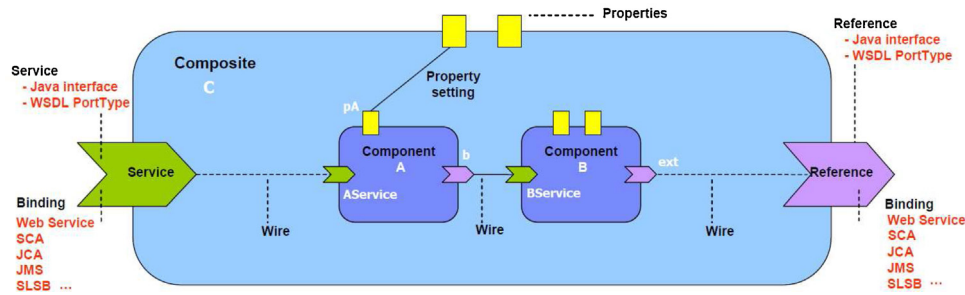 Properties
Reference
- Java interface
- WSDL PortType
Composite
C
Service
- Java interface
- WSDL PortType
Property
setting
pA
Component
A
b
Component
B
ext
Service
AService
BService
Reference
Binding
Web Service
SCA
JCA
JMS
SLSB ...
Wire
Wire
Wire
Binding
Web Service
SCA
JCA
JMS
SLSB ...